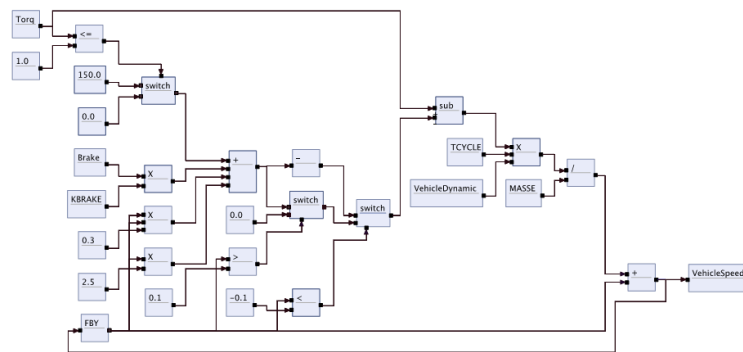 Torq
<=
1.0
150.0
switch
0.0
sub
TCYCLE
X
Brake
+
-
/
X
VehicleDynamic
MASSE
KBRAKE
switch
switch
X
0.0
0.3
X
>
+
VehicleSpeed
2.5
0.1
-0.1
<
FBY